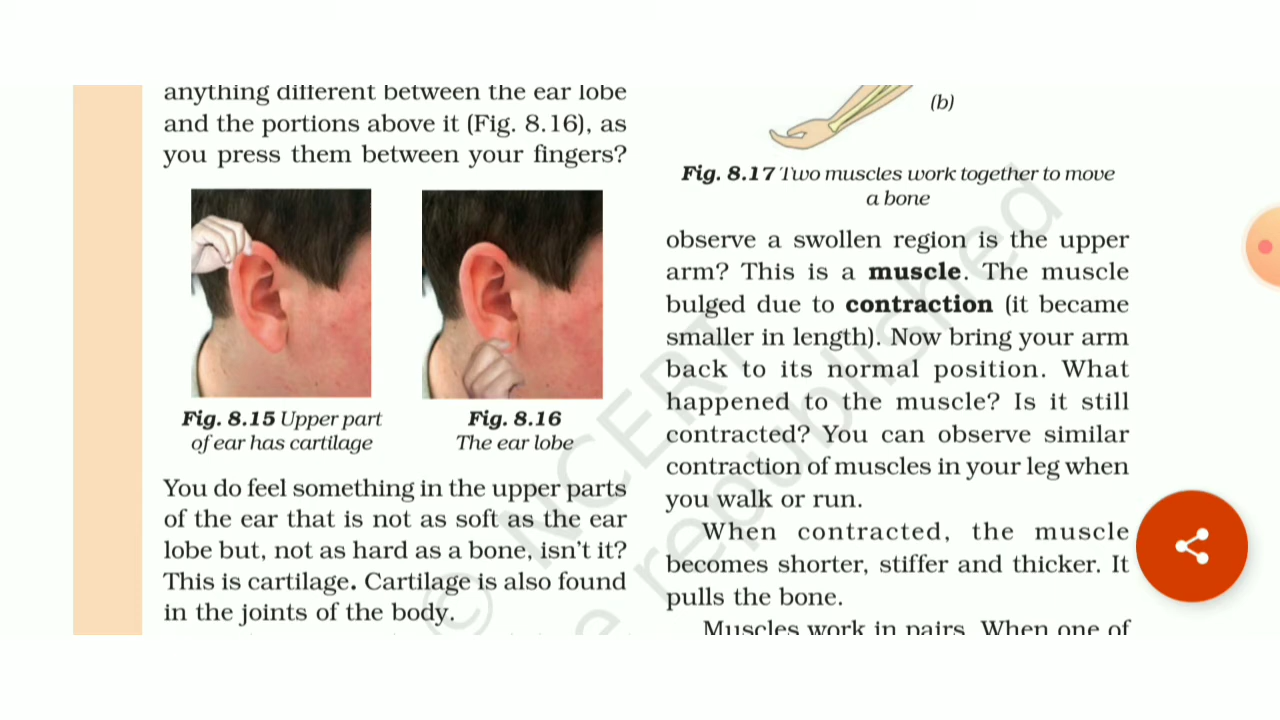 anything different between the ear lobe
and the portions above it (Fig. 8.16), as
you press them between your fingers?
Fig. 8.15 Upper part
of ear has cartilage
Fig. 8.16
The ear lobe
You do feel something in the upper parts
of the ear that is not as soft as the ear
lobe but, not as hard as a bone, isn't it?
This is cartilage. Cartilage is also found
in the joints of the body.
(b)
Fig. 8.17 Two muscles work together to move
a bone
observe a swollen region is the upper
arm? This is a muscle. The muscle
bulged due to contraction (it became
smaller in length). Now bring your arm
back to its normal position. What
happened to the muscle? Is it still
contracted? You can observe similar
contraction of muscles in your leg when
you walk or run.
When contracted, the muscle
becomes shorter, stiffer and thicker. It
pulls the bone.
Muscles work in pairs. When one of
© NCERT
republished